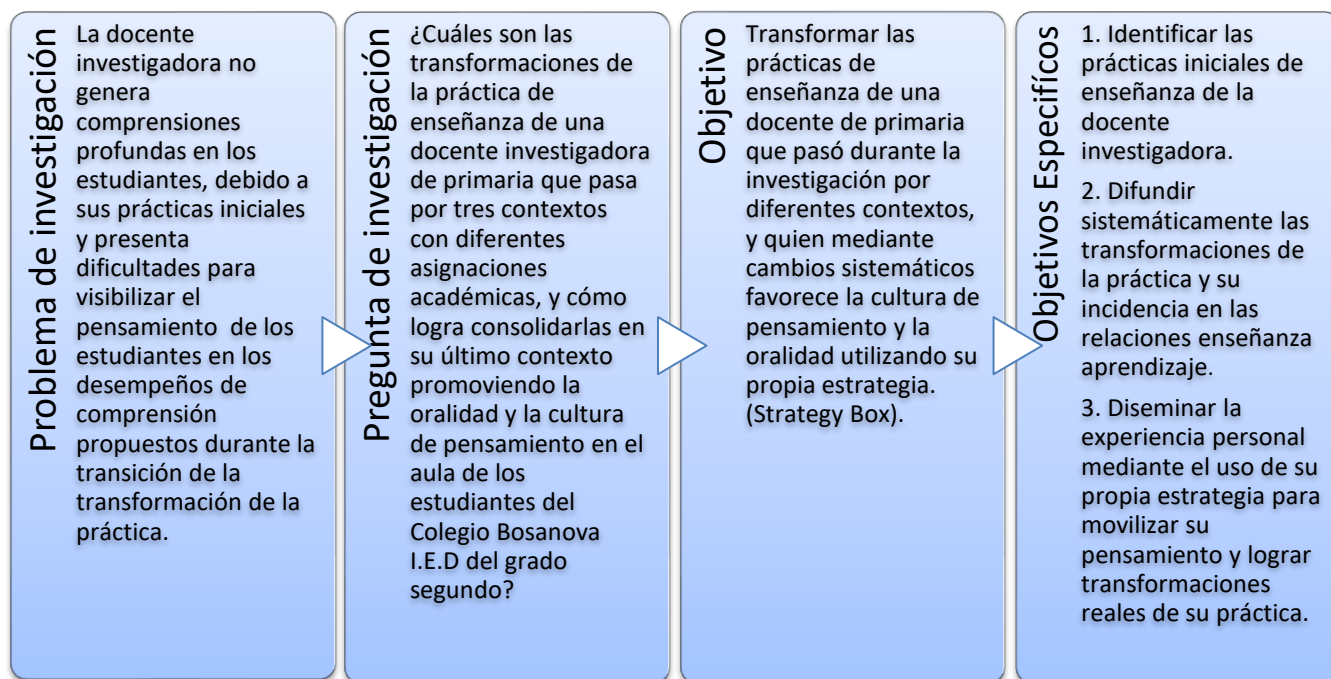 Problema de investigación
La docente
investigadora no
genera
comprensiones
profundas en los
estudiantes, debido a
sus prácticas iniciales
y presenta
dificultades para
visibilizar el
pensamiento de los
estudiantes en los
desempeños de
comprensión
propuestos durante la
transición de la
transformación de la
práctica.
Pregunta de investigación
¿Cuáles son las
transformaciones de
la práctica de
enseñanza de una
docente investigadora
de primaria que pasa
por tres contextos
con diferentes
asignaciones
académicas, y cómo
logra consolidarlas en
su último contexto
promoviendo la
oralidad y la cultura
de pensamiento en el
aula de los
estudiantes del
Colegio Bosanova
I.E.D del grado
segundo?
Objetivo
Transformar las
prácticas de
enseñanza de una
docente de primaria
que pasó durante la
investigación por
diferentes contextos,
y quien mediante
cambios sistemáticos
favorece la cultura de
pensamiento y la
oralidad utilizando su
propia estrategia.
(Strategy Box).
Objetivos Especifícos
1. Identificar las
prácticas iniciales de
enseñanza de la
docente
investigadora.
2. Difundir
sistemáticamente las
transformaciones de
la práctica y su
incidencia en las
relaciones enseñanza
aprendizaje.
3. Diseminar la
experiencia personal
mediante el uso de su
propia estrategia para
movilizar su
pensamiento y lograr
transformaciones
reales de su práctica.